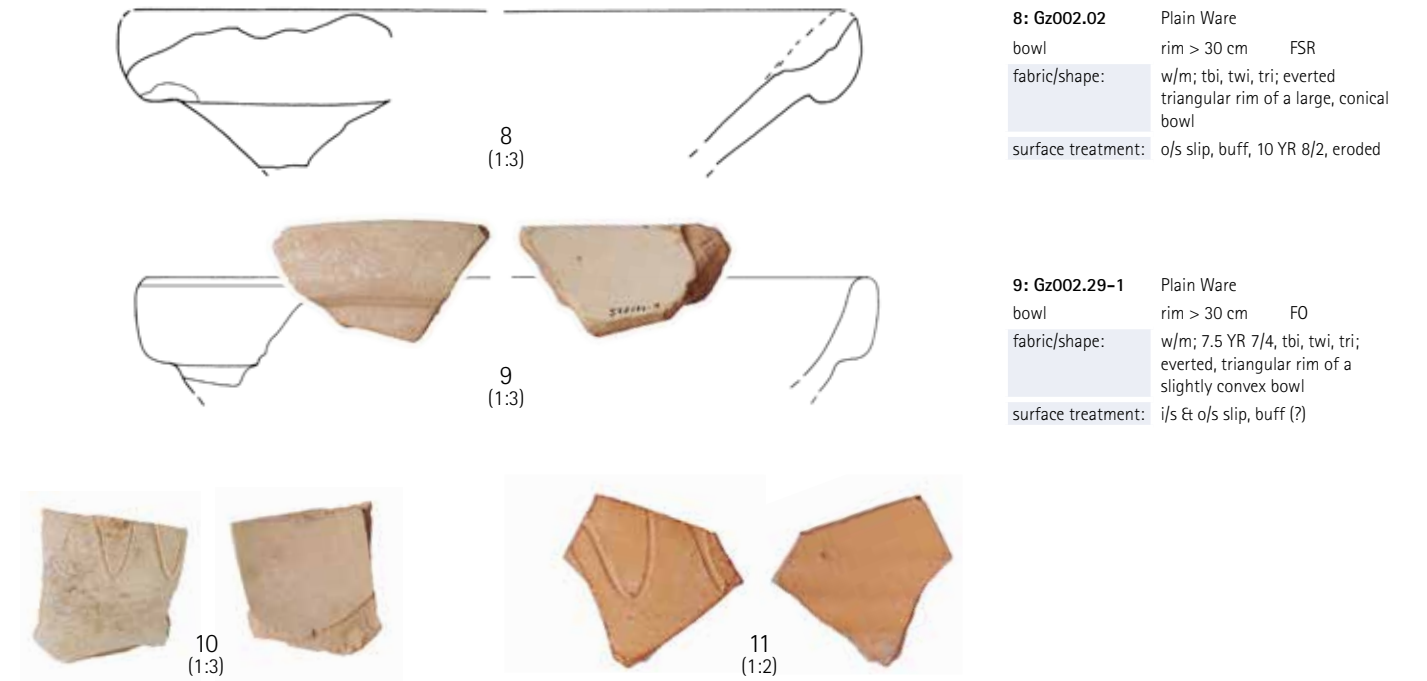 8
(1:3)
8: Gz002.02 Plain Ware
bowl rim > 30 cm FSR
fabric/shape: w/m; tbi, twi, tri; everted
triangular rim of a large, conical
bowl
surface treatment: o/s slip, buff, 10 YR 8/2, eroded
9
(1:3)
9: Gz002.29-1 Plain Ware
bowl rim > 30 cm FO
fabric/shape: w/m; 7.5 YR 7/4, tbi, twi, tri;
everted, triangular rim of a
slightly convex bowl
surface treatment: i/s & o/s slip, buff (?)
10
(1:3)
11
(1:2)